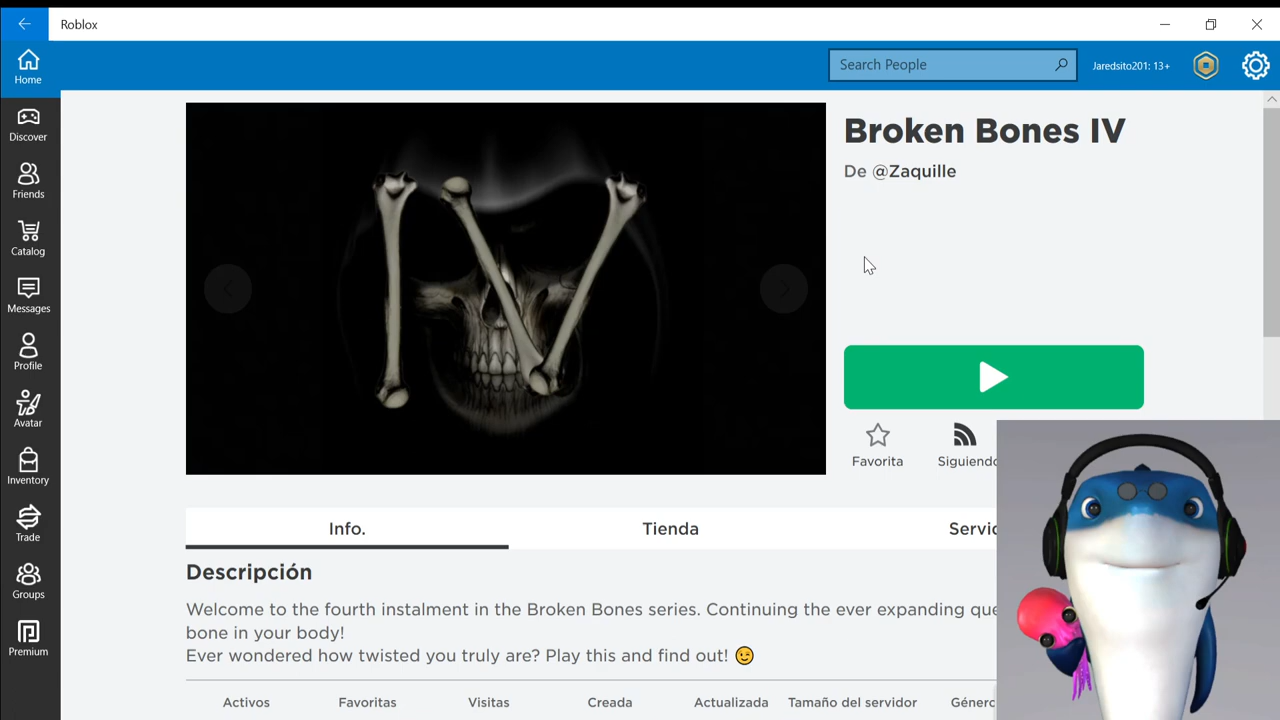 Roblox
Search People
Jaredsito201: 13+
Home
Discover
Friends
Catalog
Messages
Profile
Avatar
Inventory
Trade
Groups
Premium
Broken Bones IV
De @Zaquille
Favorita
Siguiendo
Info.
Tienda
Servic
Descripción
Welcome to the fourth instalment in the Broken Bones series. Continuing the ever expanding que
bone in your body!
Ever wondered how twisted you truly are? Play this and find out! 😉
Activos Favoritas Visitas Creada Actualizada Tamaño del servidor Génerc